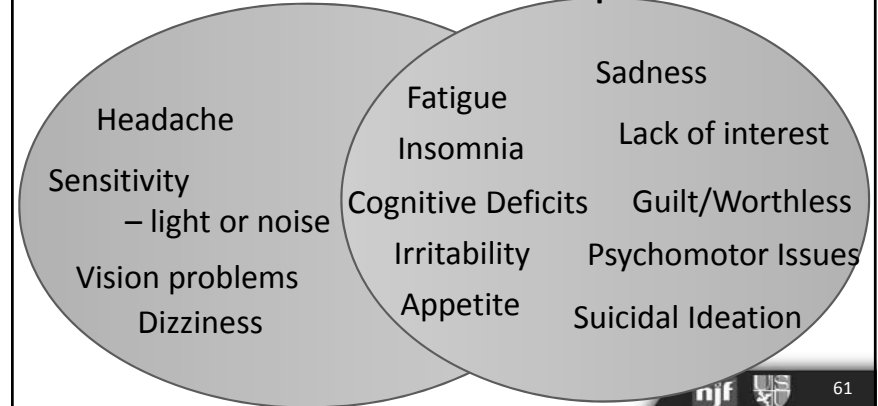 Headache
Sensitivity
– light or noise
Vision problems
Dizziness
Fatigue
Insomnia
Cognitive Deficits
Irritability
Appetite
Sadness
Lack of interest
Guilt/Worthless
Psychomotor Issues
Suicidal Ideation
njf
61